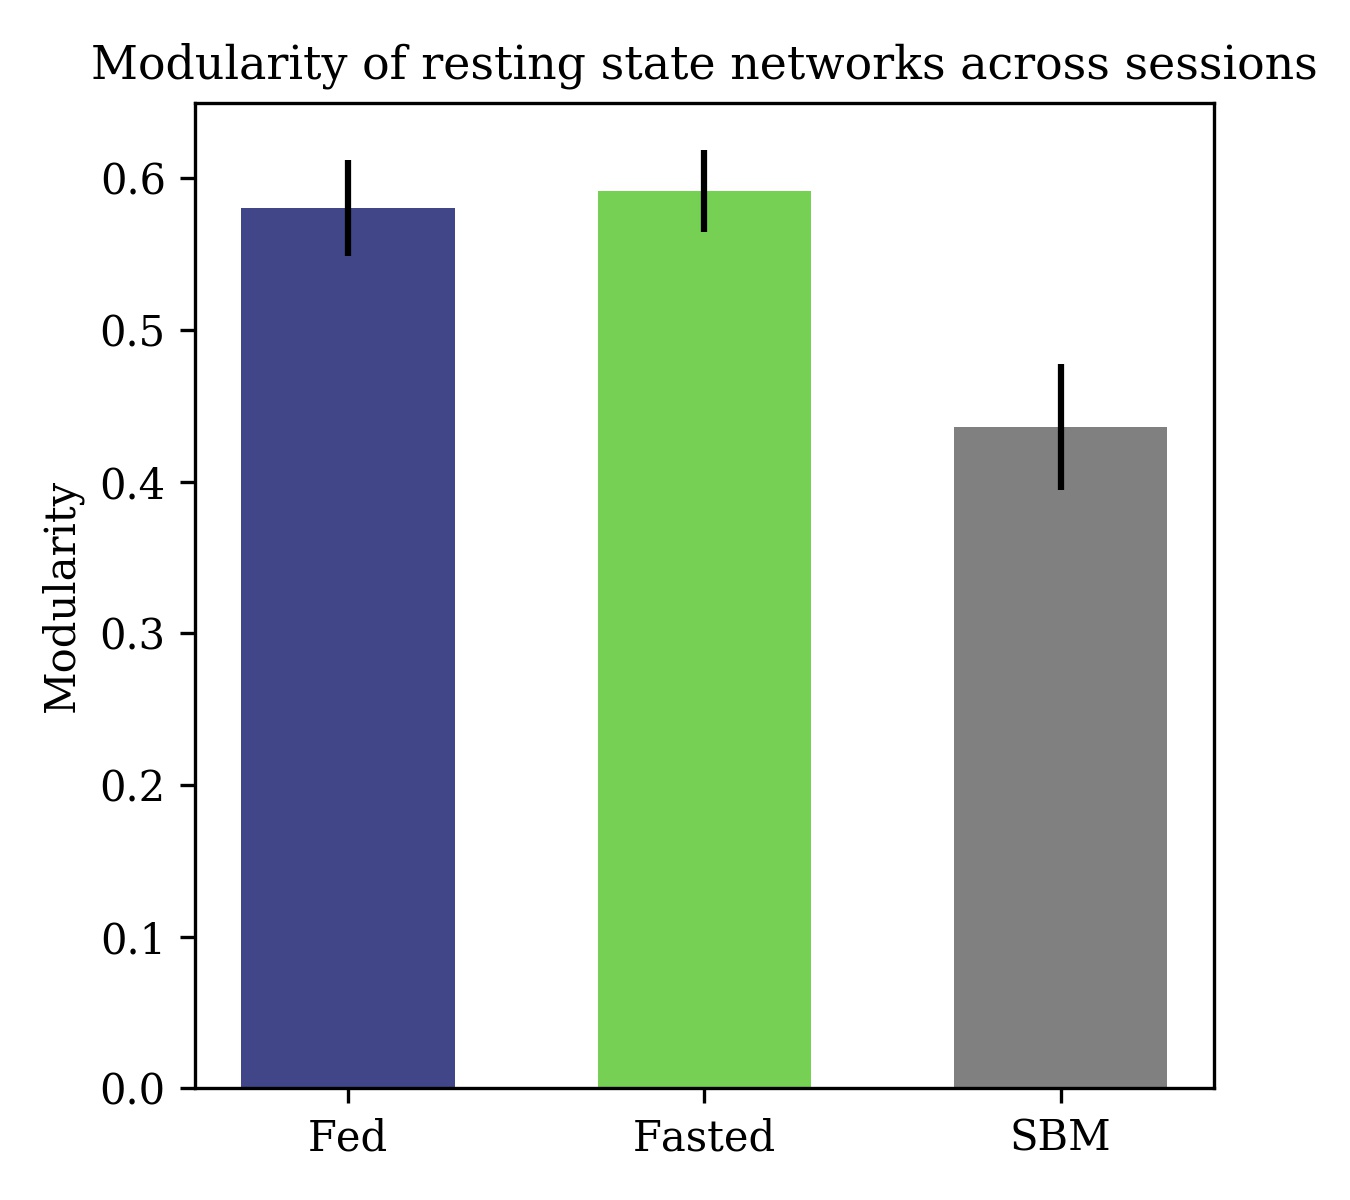 Modularity of resting state networks across sessions
Modularity
0.6
0.5
0.4
0.3
0.2
0.1
0.0
Fed
Fasted
SBM